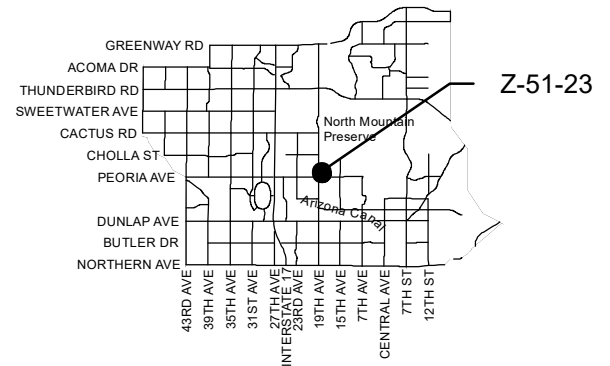 GREENWAY RD
ACOMA DR
THUNDERBIRD RD
SWEETWATER AVE
CACTUS RD
CHOLLA ST
PEORIA AVE
DUNLAP AVE
BUTLER DR
NORTHERN AVE
Z-51-23
North Mountain
Preserve
Arizona Canal
43RD AVE
39TH AVE
35TH AVE
31ST AVE
27TH AVE
INTERSTATE 17
23RD AVE
19TH AVE
15TH AVE
7TH AVE
CENTRAL AVE
7TH ST
12TH ST